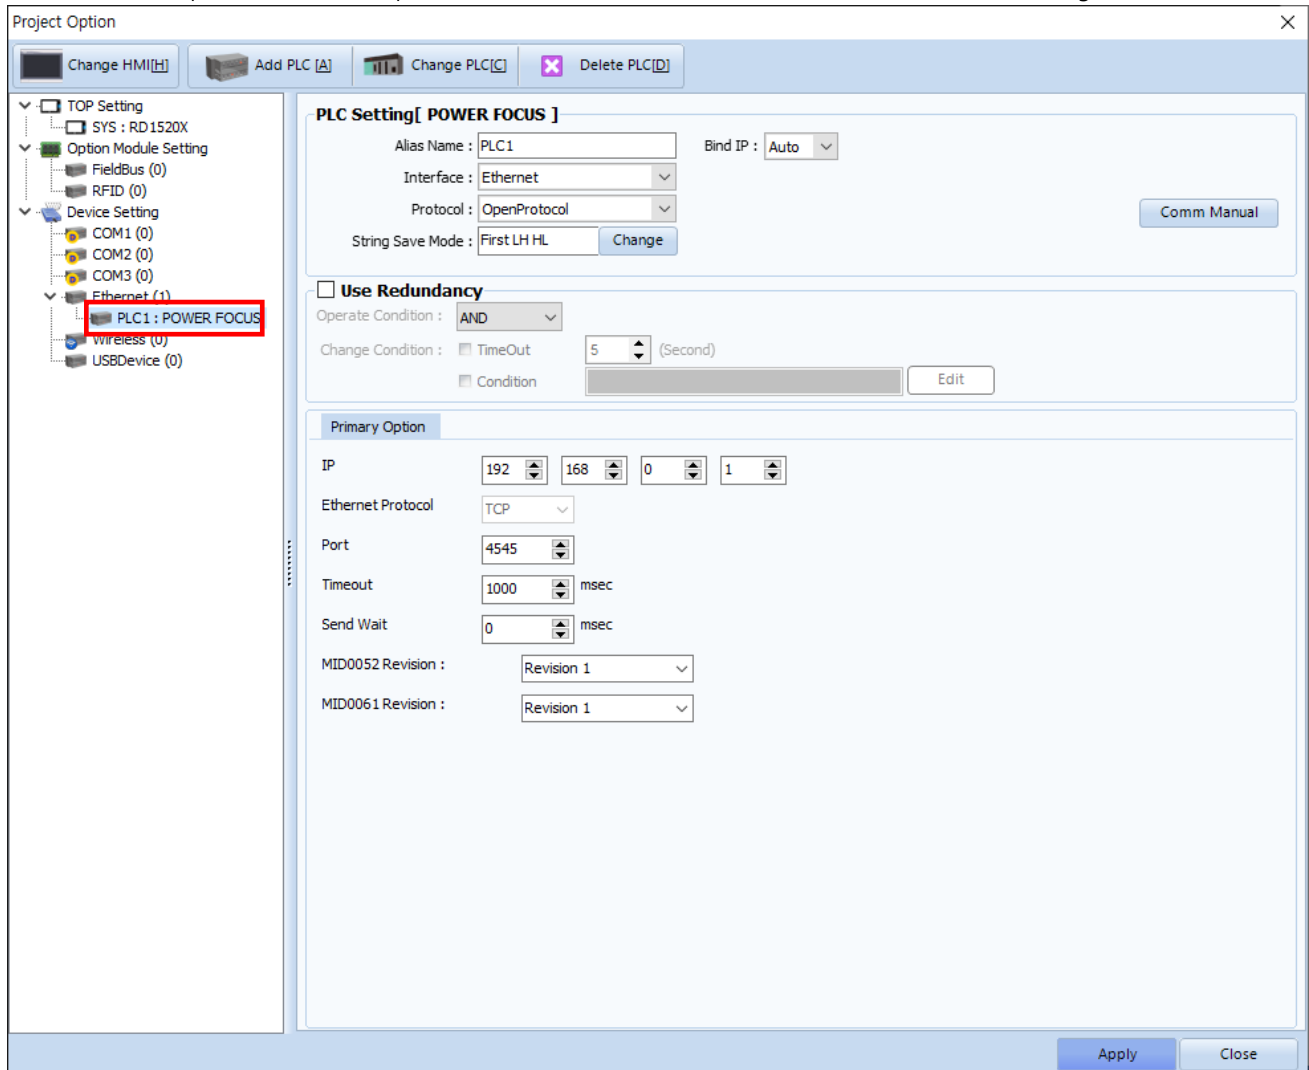 Project Option
Change HMI[H]
Add PLC [A]
Change PLC[C]
Delete PLC[D]
TOP Setting
SYS : RD1520X
Option Module Setting
FieldBus (0)
RFID (0)
Device Setting
COM1 (0)
COM2 (0)
COM3 (0)
Ethernet (1)
PLC1 : POWER FOCUS
Wireless (0)
USBDevice (0)
PLC Setting[ POWER FOCUS ]
Alias Name : PLC1 Bind IP : Auto
Interface : Ethernet
Protocol : OpenProtocol
Comm Manual
String Save Mode : First LH HL Change
Use Redundancy
Operate Condition : AND
Change Condition : TimeOut 5 (Second)
Condition Edit
Primary Option
IP 192 168 0 1
Ethernet Protocol TCP
Port 4545
Timeout 1000 msec
Send Wait 0 msec
MID0052 Revision : Revision 1
MID0061 Revision : Revision 1
Apply Close